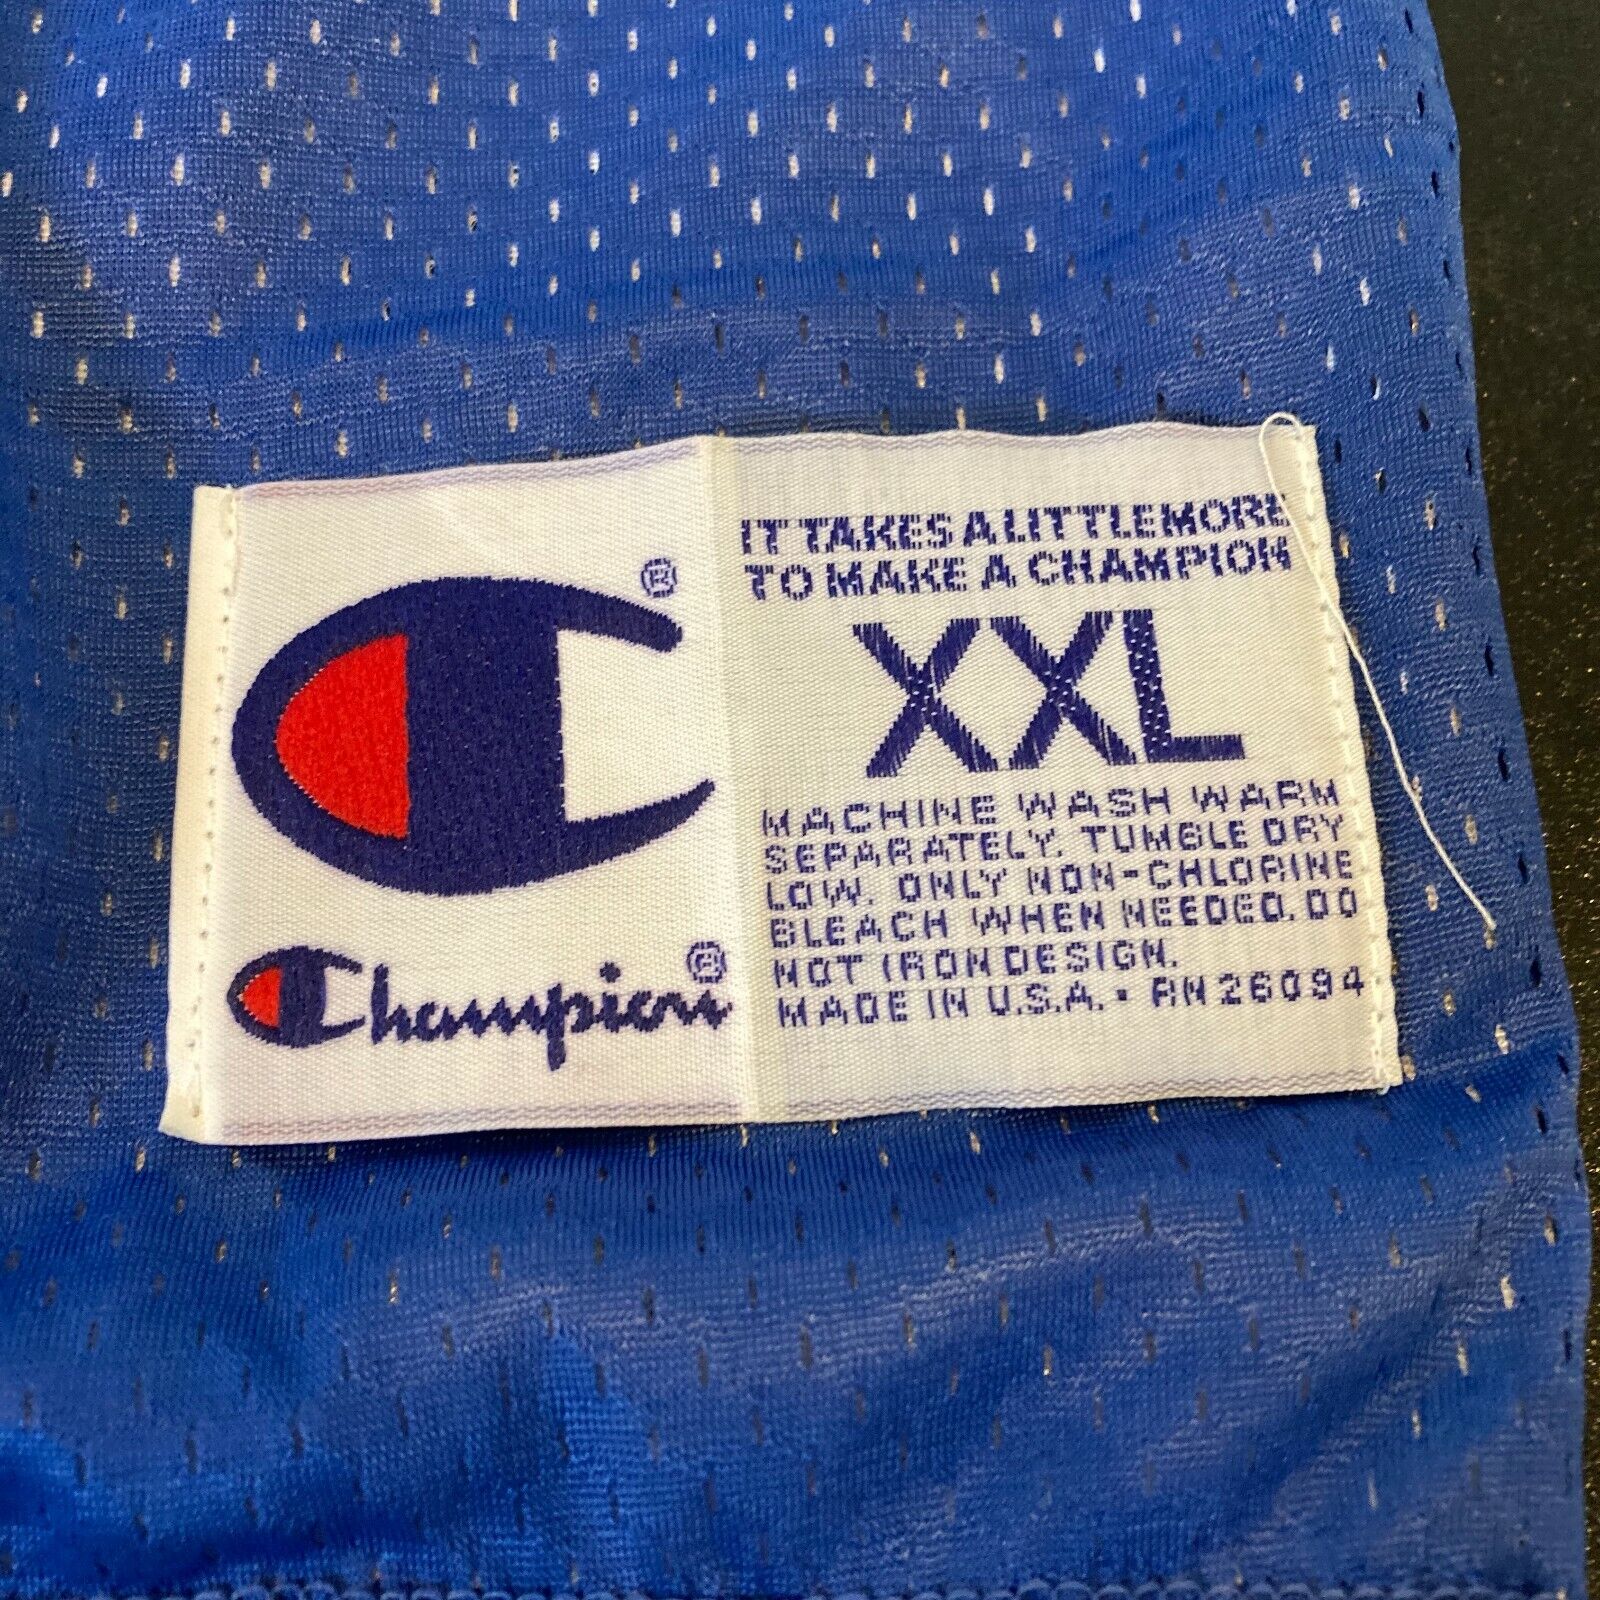 ®
Champion®
IT TAKES A LITTLE MORE
TO MAKE A CHAMPION
XXL
MACHINE WASH WARM
SEPARATELY. TUMBLE DRY
LOW. ONLY NON-CHLORINE
BLEACH WHEN NEEDED. DO
NOT IRON DESIGN.
MADE IN U.S.A. • RN 26094